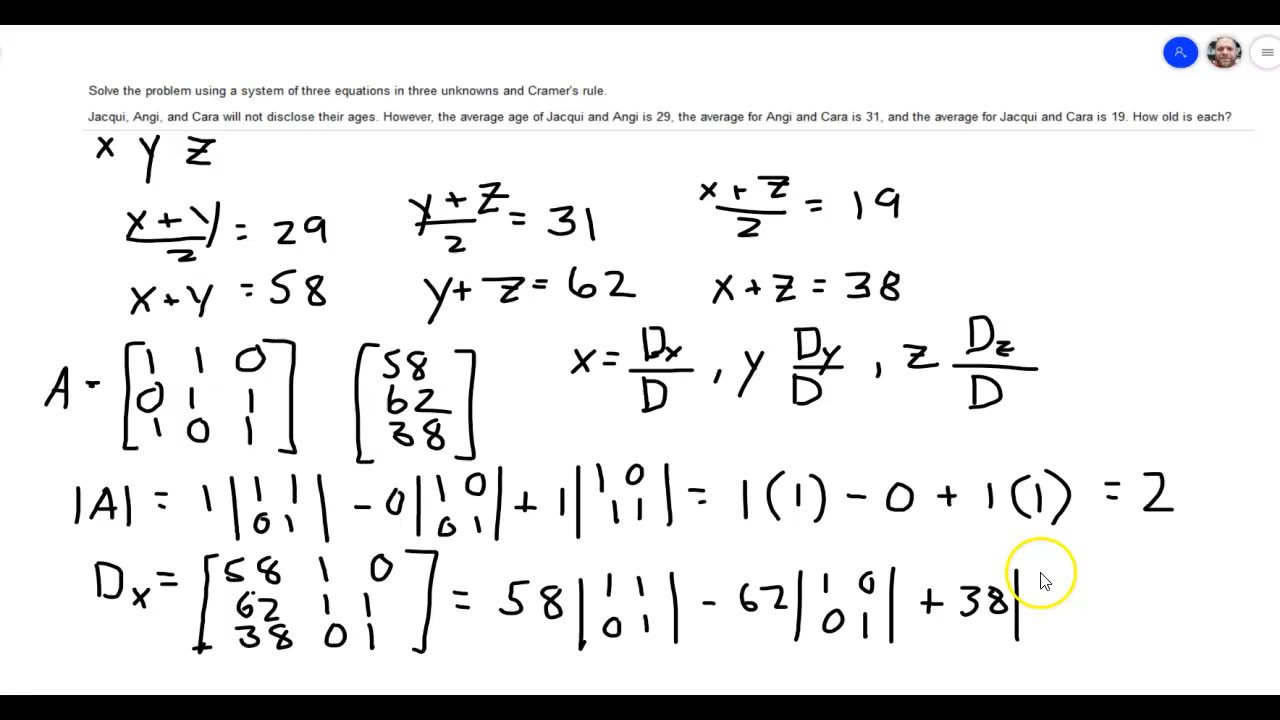 Solve the problem using a system of three equations in three unknowns and Cramer's rule.
Jacqui, Angi, and Cara will not disclose their ages. However, the average age of Jacqui and Angi is 29, the average for Angi and Cara is 31, and the average for Jacqui and Cara is 19. How old is each?
x y z
x+y/2 = 29 y+z/2 = 31 x+z/2 = 19
x+y = 58 y+z = 62 x+z = 38
A = [1 1 0 [58 x = Dx/D , y Dy/D , z Dz/D
0 1 1 62
1 0 1] 38]
|A| = 1|1 1 - 0|1 0 + 1|1 0 = 1(1) - 0 + 1(1) = 2
0 1| 0 1| 1 1|
Dx = [58 1 0 = 58|1 1 - 62|1 0 + 38|
62 1 1 0 1| 0 1|
38 0 1]